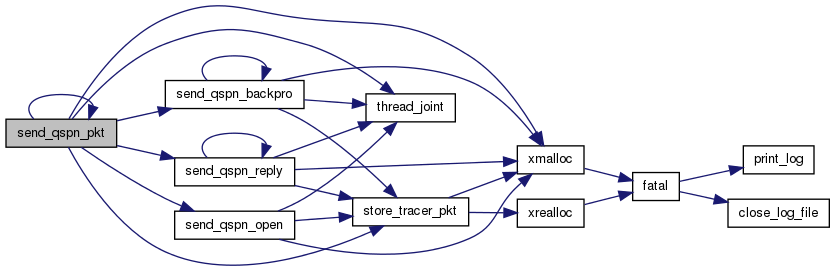 send_qspn_pkt
send_qspn_backpro
send_qspn_reply
send_qspn_open
thread_joint
store_tracer_pkt
xmalloc
xrealloc
fatal
print_log
close_log_file